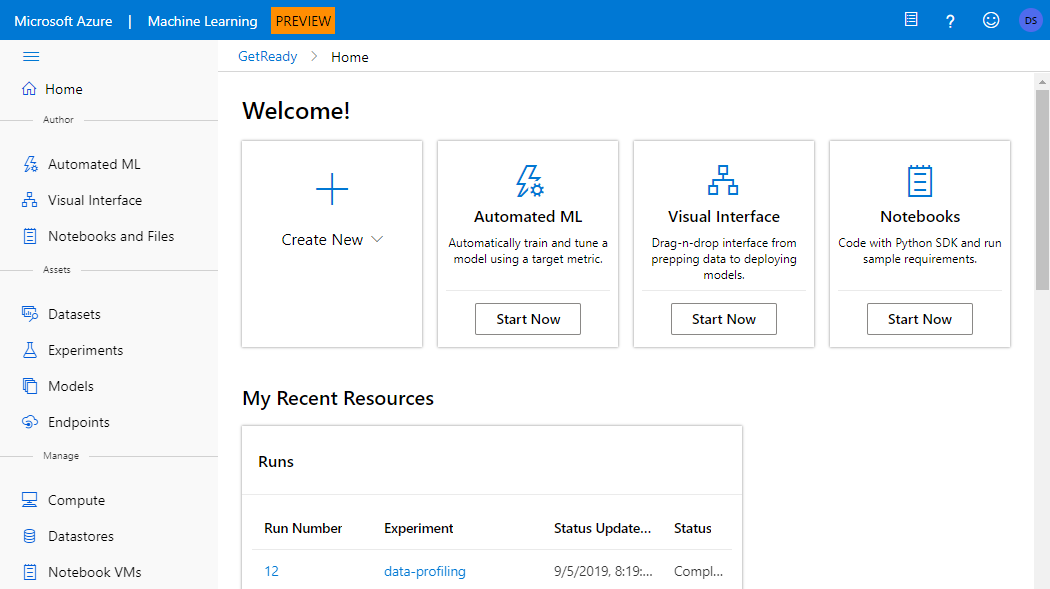 Microsoft Azure | Machine Learning PREVIEW ? DS
GetReady > Home
Home
Author
Automated ML
Visual Interface
Notebooks and Files
Assets
Datasets
Experiments
Models
Endpoints
Manage
Compute
Datastores
Notebook VMs
Welcome!
Create New
Automated ML
Automatically train and tune a
model using a target metric.
Start Now
Visual Interface
Drag-n-drop interface from
prepping data to deploying
models.
Start Now
Notebooks
Code with Python SDK and run
sample requirements.
Start Now
My Recent Resources
Runs
Run Number Experiment Status Update... Status
12 data-profiling 9/5/2019, 8:19:... Compl...